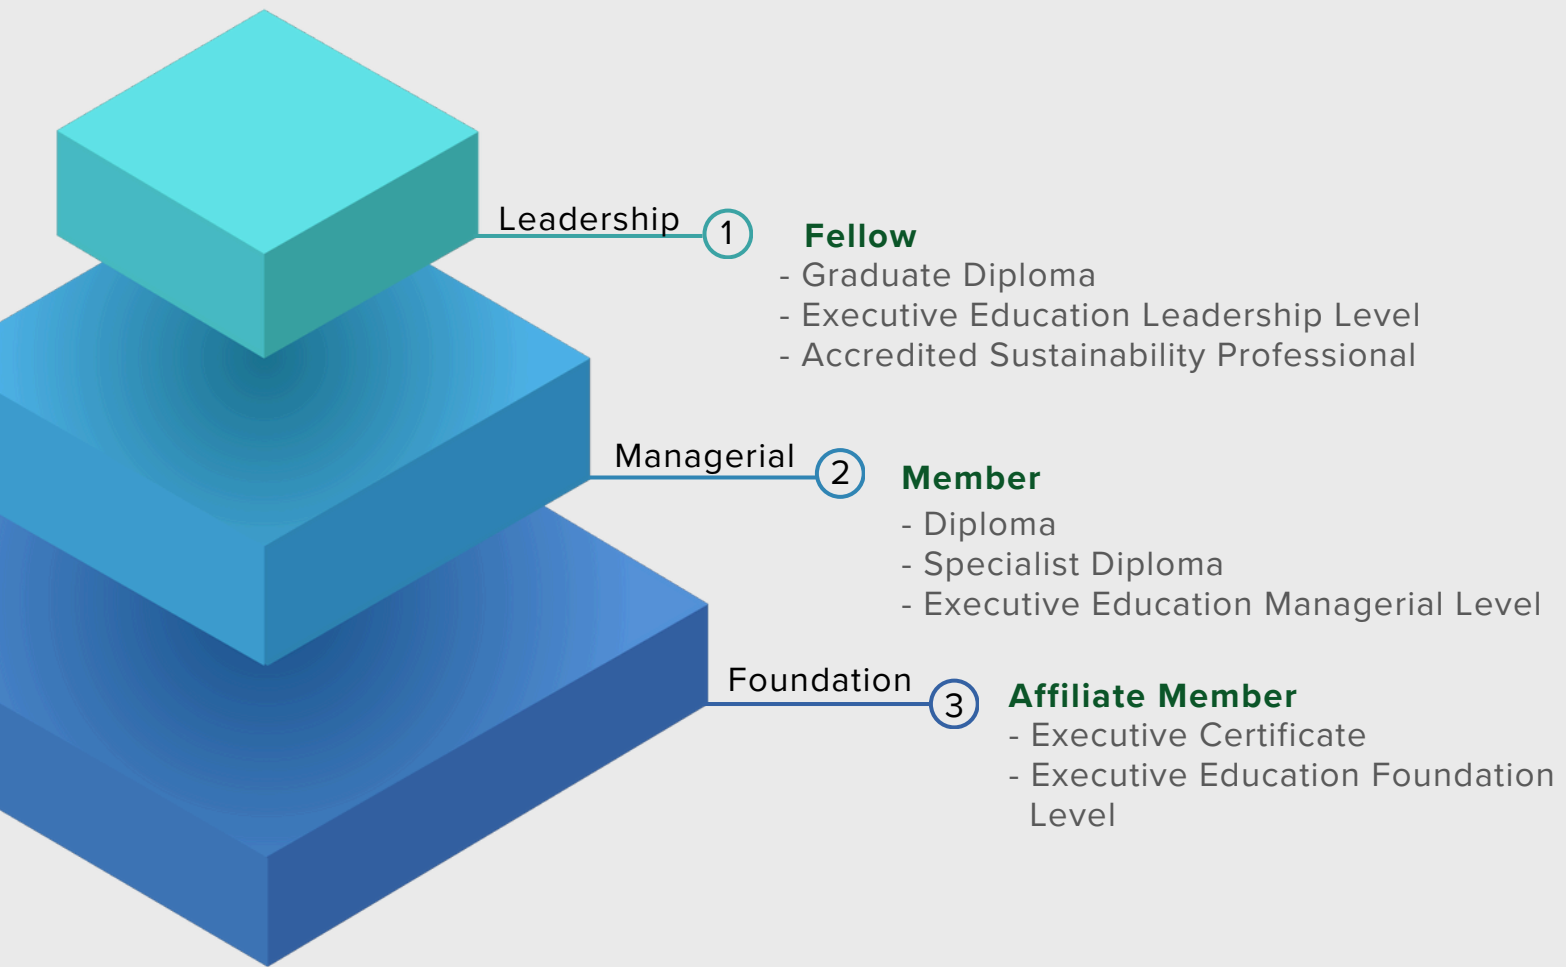 Leadership
1
Fellow
- Graduate Diploma
- Executive Education Leadership Level
- Accredited Sustainability Professional
Managerial
2
Member
- Diploma
- Specialist Diploma
- Executive Education Managerial Level
Foundation
3
Affiliate Member
- Executive Certificate
- Executive Education Foundation
Level